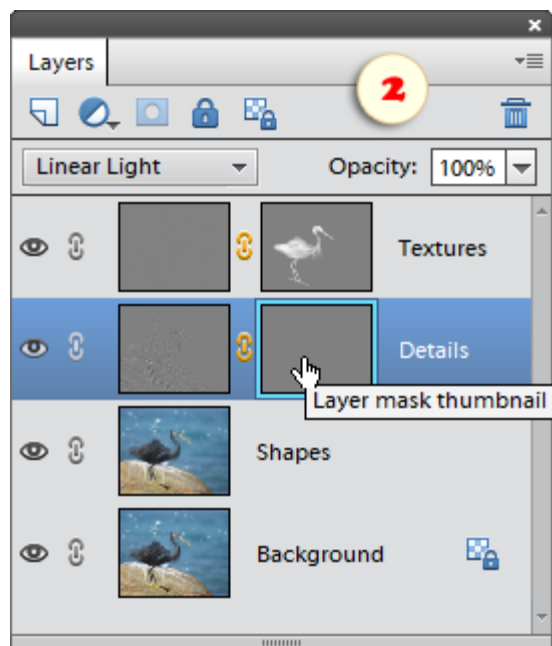 Layers
2
Linear Light Opacity: 100%
Textures
Details
Layer mask thumbnail
Shapes
Background